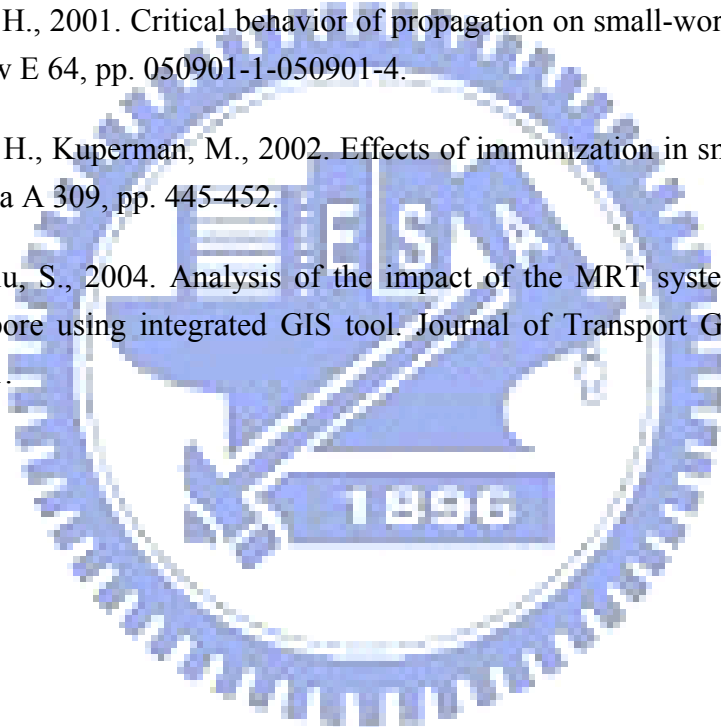 H., 2001. Critical behavior of propagation on small-wor
v E 64, pp. 050901-1-050901-4.
H., Kuperman, M., 2002. Effects of immunization in sm
a A 309, pp. 445-452.
u, S., 2004. Analysis of the impact of the MRT syste
pore using integrated GIS tool. Journal of Transport G
.
E S A
1896